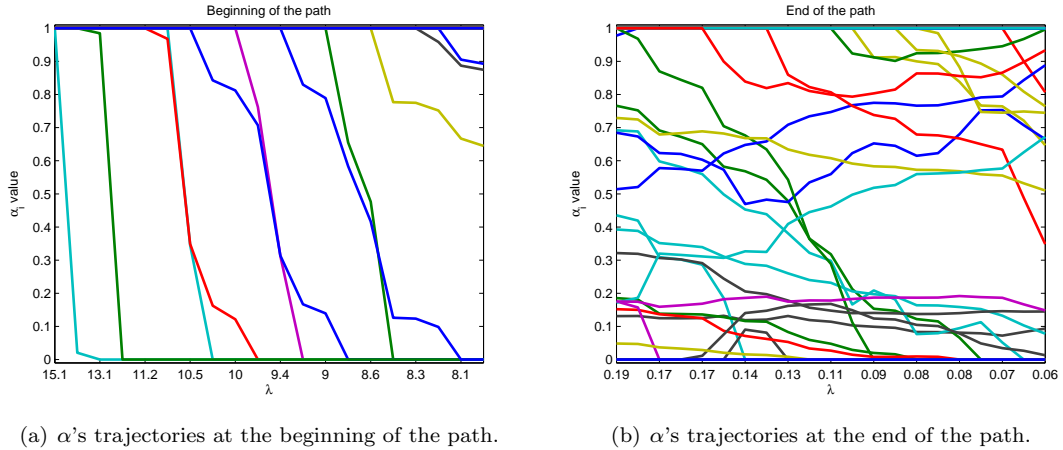 Beginning of the path
1
0.9
0.8
0.7
0.6
0.5
0.4
0.3
0.2
0.1
0
α_i value
15.1 13.1 11.2 10.5 10 9.4 9 8.6 8.1
λ
(a) α's trajectories at the beginning of the path.
End of the path
1
0.9
0.8
0.7
0.6
0.5
0.4
0.3
0.2
0.1
0
α_i value
0.19 0.17 0.17 0.14 0.13 0.11 0.09 0.08 0.08 0.07 0.06
λ
(b) α's trajectories at the end of the path.